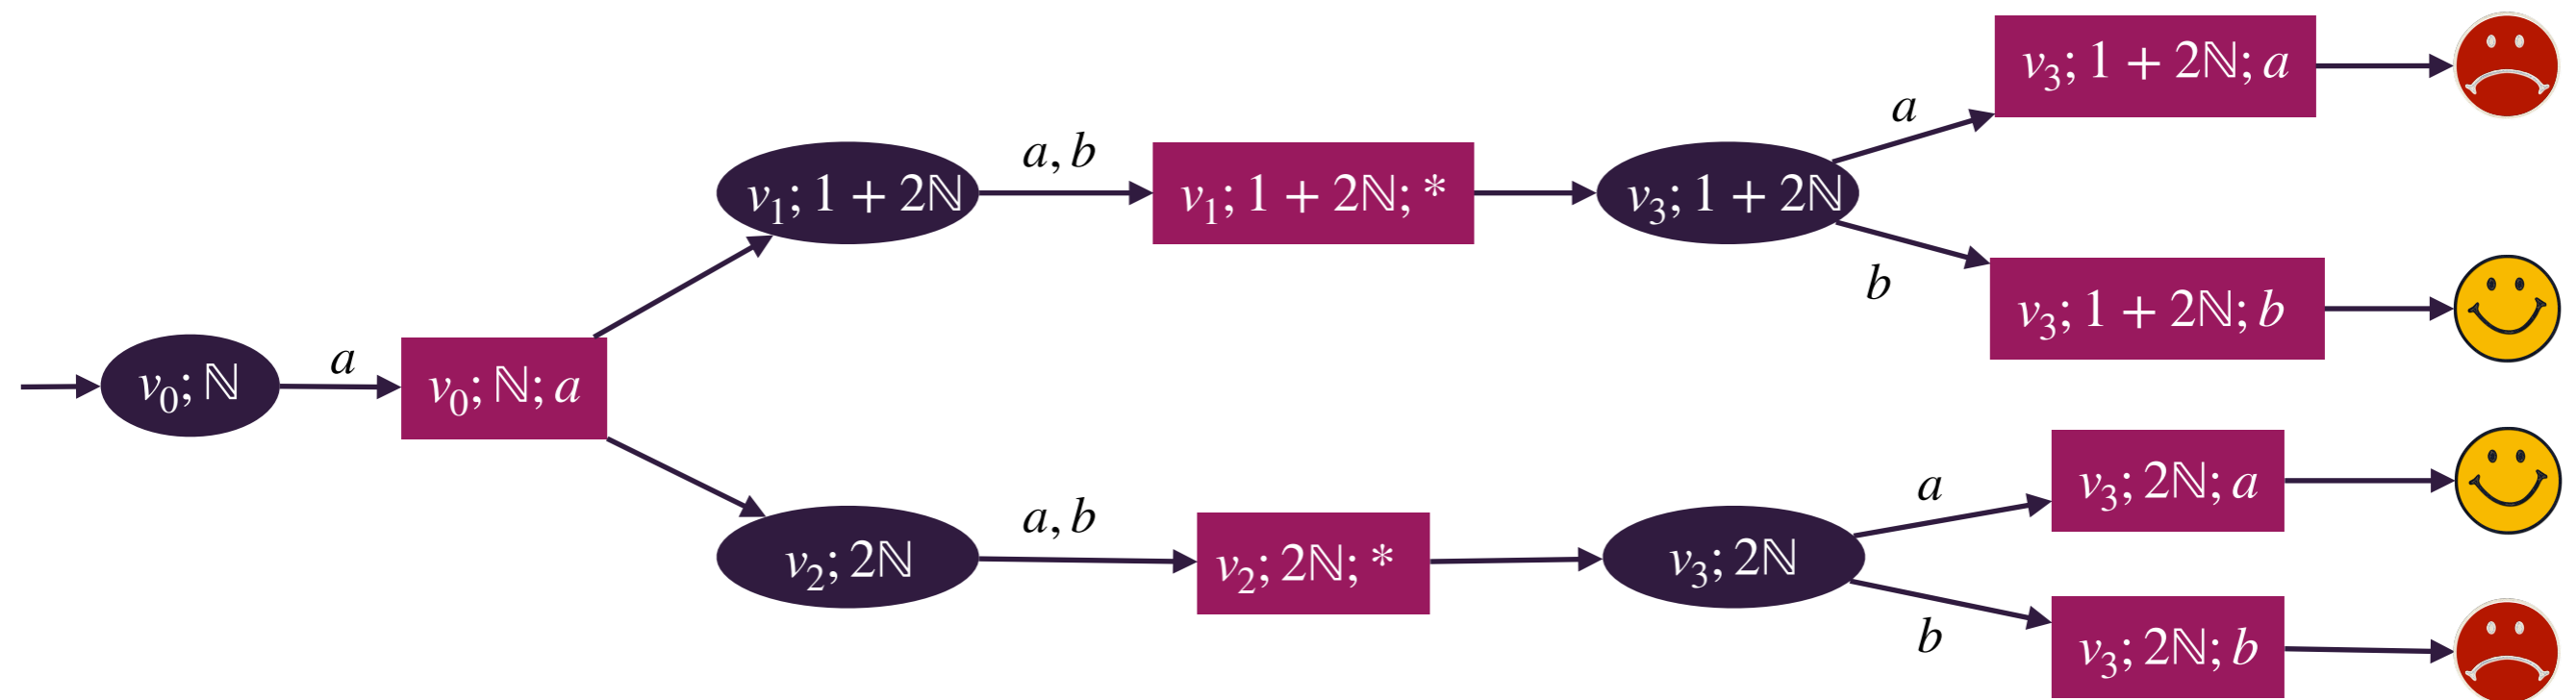 v₃; 1 + 2ℕ; a
a
a, b
v₁; 1 + 2ℕ
v₁; 1 + 2ℕ; *
v₃; 1 + 2ℕ
b
v₃; 1 + 2ℕ; b
v₀; ℕ
a
v₀; ℕ; a
a, b
v₂; 2ℕ
v₂; 2ℕ; *
v₃; 2ℕ
a
v₃; 2ℕ; a
b
v₃; 2ℕ; b